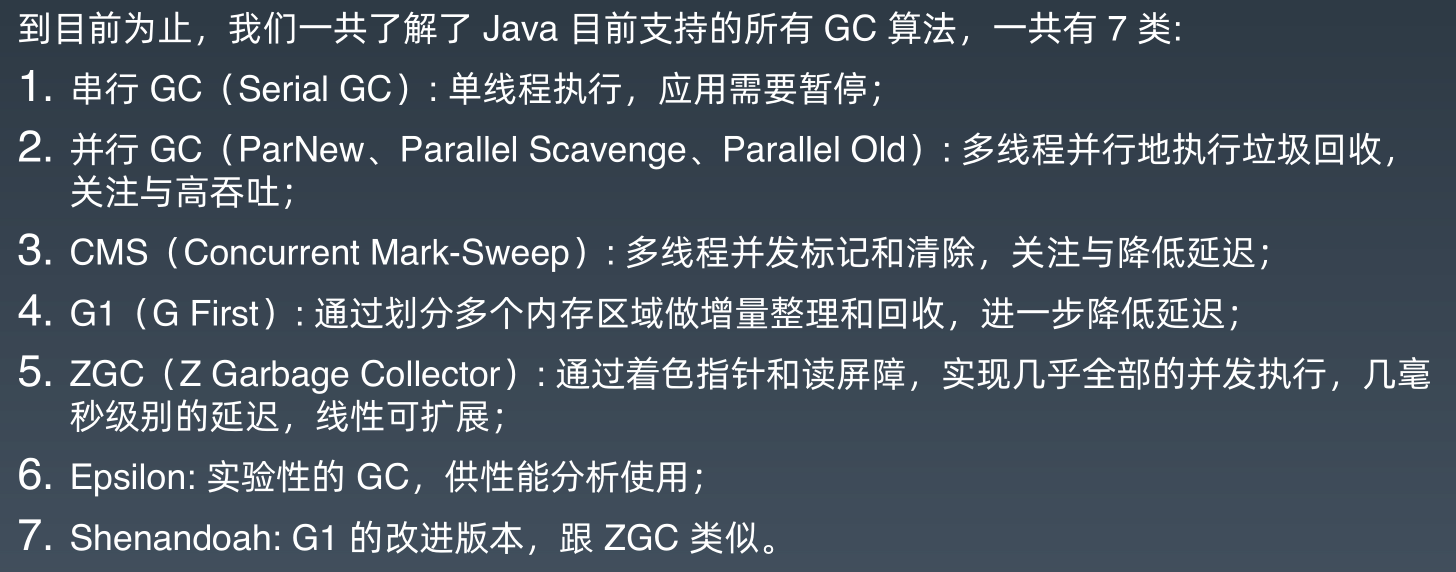 到目前为止，我们一共了解了 Java 目前支持的所有 GC 算法，一共有 7 类:
1. 串行 GC（Serial GC）: 单线程执行，应用需要暂停；
2. 并行 GC（ParNew、Parallel Scavenge、Parallel Old）: 多线程并行地执行垃圾回收，
关注与高吞吐；
3. CMS（Concurrent Mark-Sweep）: 多线程并发标记和清除，关注与降低延迟；
4. G1（G First）: 通过划分多个内存区域做增量整理和回收，进一步降低延迟；
5. ZGC（Z Garbage Collector）: 通过着色指针和读屏障，实现几乎全部的并发执行，几毫
秒级别的延迟，线性可扩展；
6. Epsilon: 实验性的 GC，供性能分析使用；
7. Shenandoah: G1 的改进版本，跟 ZGC 类似。